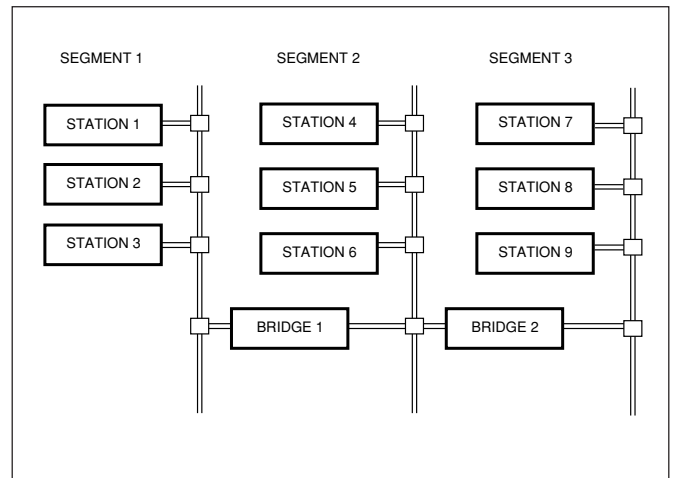 SEGMENT 1 SEGMENT 2 SEGMENT 3
STATION 1 STATION 4 STATION 7
STATION 2 STATION 5 STATION 8
STATION 3 STATION 6 STATION 9
BRIDGE 1 BRIDGE 2